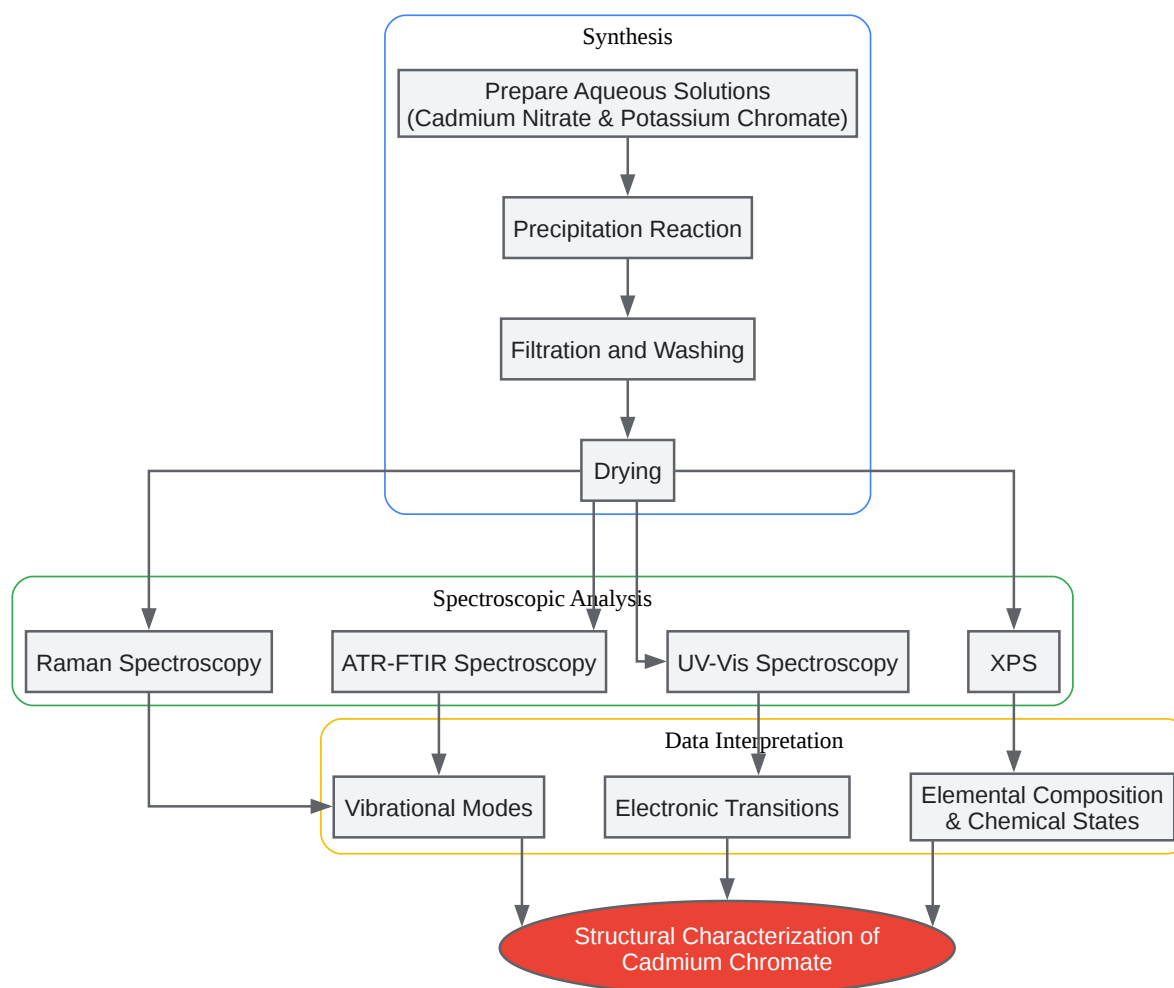 Synthesis
Prepare Aqueous Solutions
(Cadmium Nitrate & Potassium Chromate)
Precipitation Reaction
Filtration and Washing
Drying
Spectroscopic Analysis
Raman Spectroscopy
ATR-FTIR Spectroscopy
UV-Vis Spectroscopy
XPS
Data Interpretation
Vibrational Modes
Electronic Transitions
Elemental Composition
& Chemical States
Structural Characterization of
Cadmium Chromate